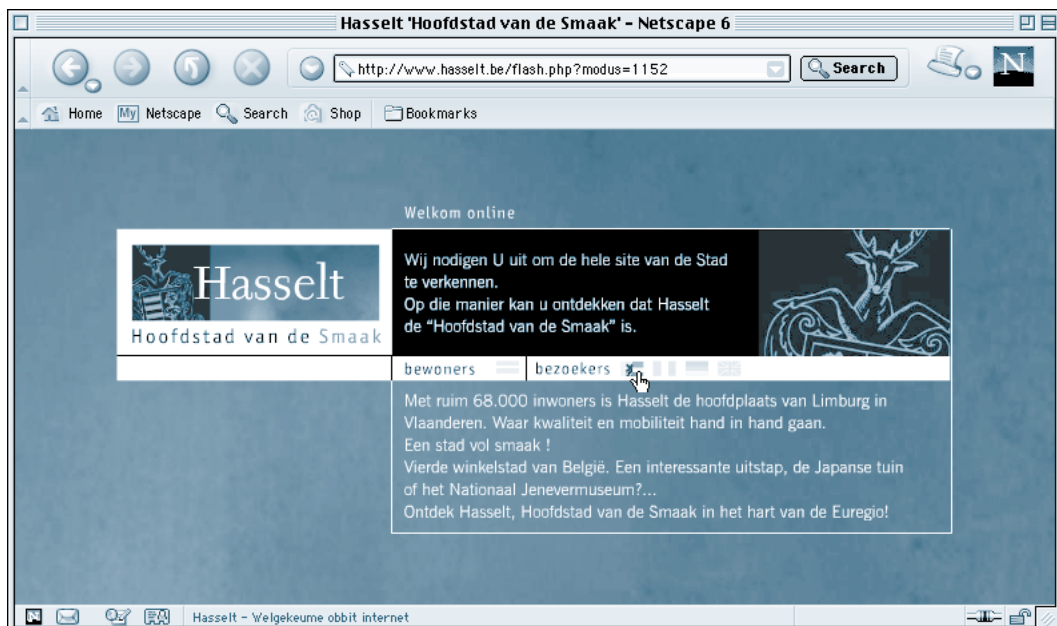 Hasselt 'Hoofdstad van de Smaak' - Netscape 6
http://www.hasselt.be/flash.php?modus=1152
Search
N
Home
My Netscape
Search
Shop
Bookmarks
Welkom online
Hasselt
Hoofdstad van de Smaak
Wij nodigen U uit om de hele site van de Stad
te verkennen.
Op die manier kan u ontdekken dat Hasselt
de “Hoofdstad van de Smaak” is.
bewoners
bezoekers
Met ruim 68.000 inwoners is Hasselt de hoofdplaats van Limburg in
Vlaanderen. Waar kwaliteit en mobiliteit hand in hand gaan.
Een stad vol smaak !
Vierde winkelstad van België. Een interessante uitstap, de Japanse tuin
of het Nationaal Jenevermuseum?...
Ontdek Hasselt, Hoofdstad van de Smaak in het hart van de Euregio!
N
Hasselt - Welgekeume obbit internet